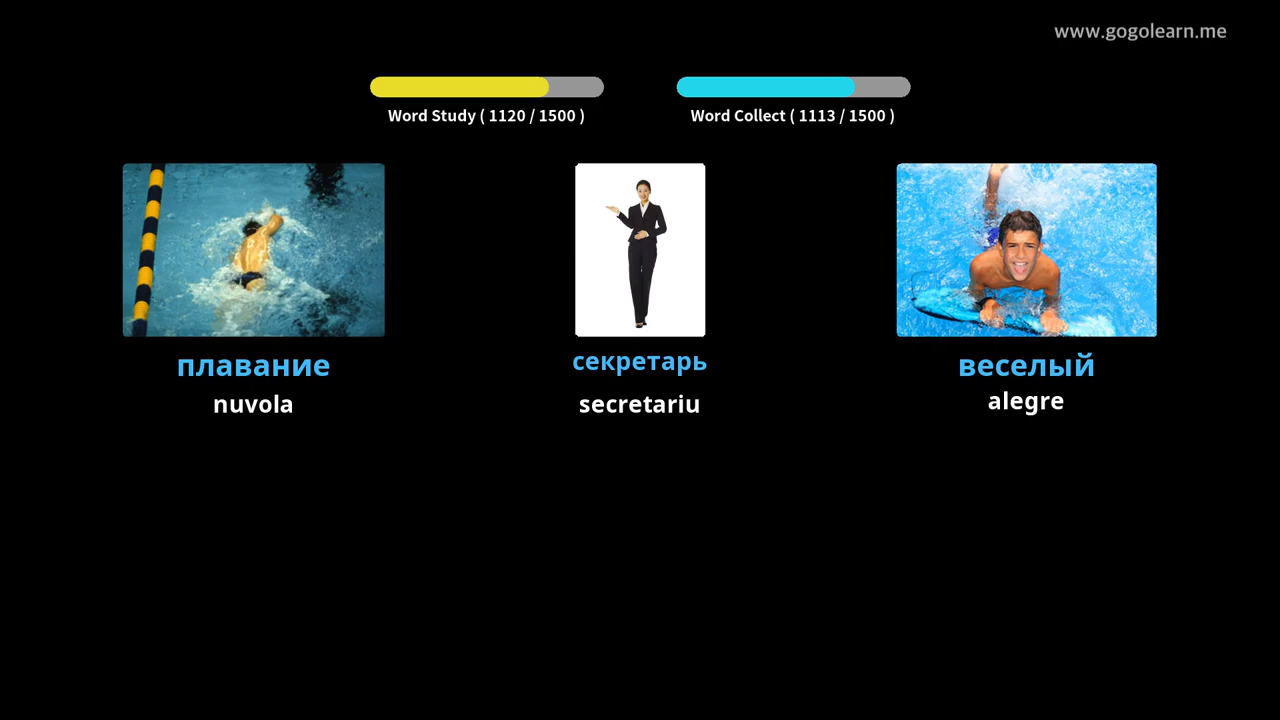 www.gogolearn.me
Word Study ( 1120 / 1500 )
Word Collect ( 1113 / 1500 )
плавание
секретарь
веселый
nuvola
secretariu
alegre